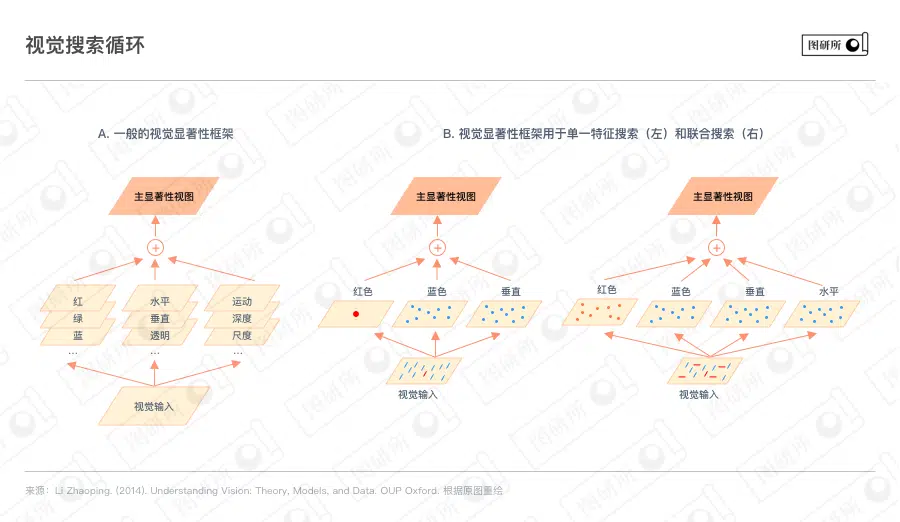 视觉搜索循环
图研所
A. 一般的视觉显著性框架
B. 视觉显著性框架用于单一特征搜索（左）和联合搜索（右）
主显著性视图
主显著性视图
主显著性视图
+
+
+
红 水平 运动
绿 垂直 深度
蓝 透明 尺度
... ... ...
视觉输入
红色 蓝色 垂直
视觉输入
红色 蓝色 垂直 水平
视觉输入
来源：Li Zhaoping. (2014). Understanding Vision: Theory, Models, and Data. OUP Oxford. 根据原图重绘